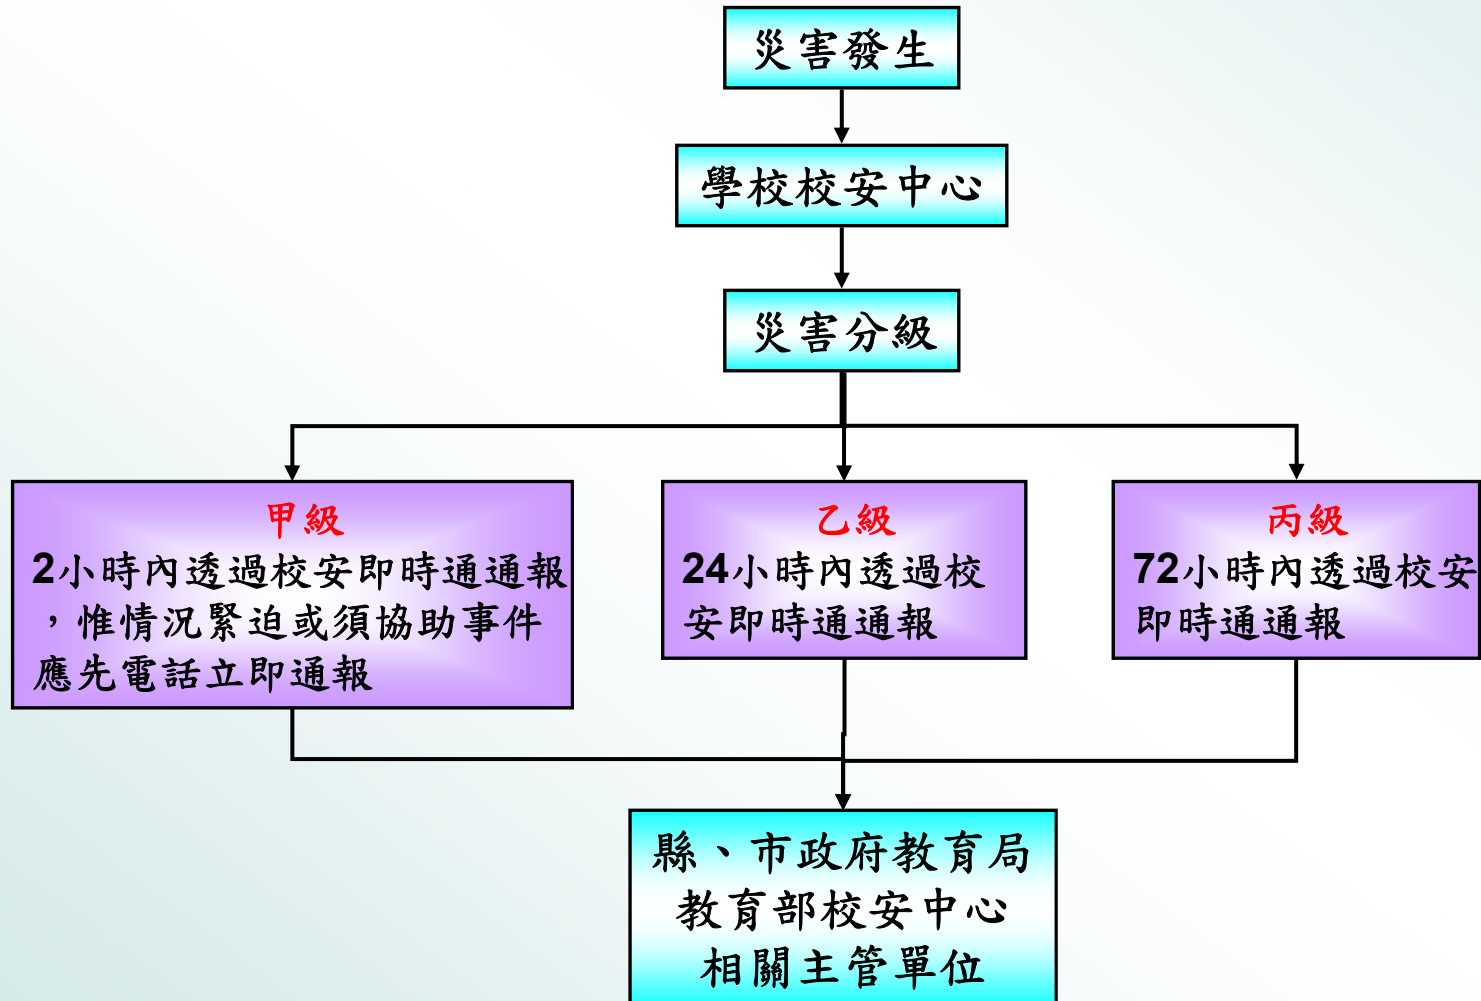 災害發生
學校校安中心
災害分級
甲級
2小時內透過校安即時通通報
，惟情況緊迫或須協助事件
應先電話立即通報
乙級
24小時內透過校
安即時通通報
丙級
72小時內透過校安
即時通通報
縣、市政府教育局
教育部校安中心
相關主管單位